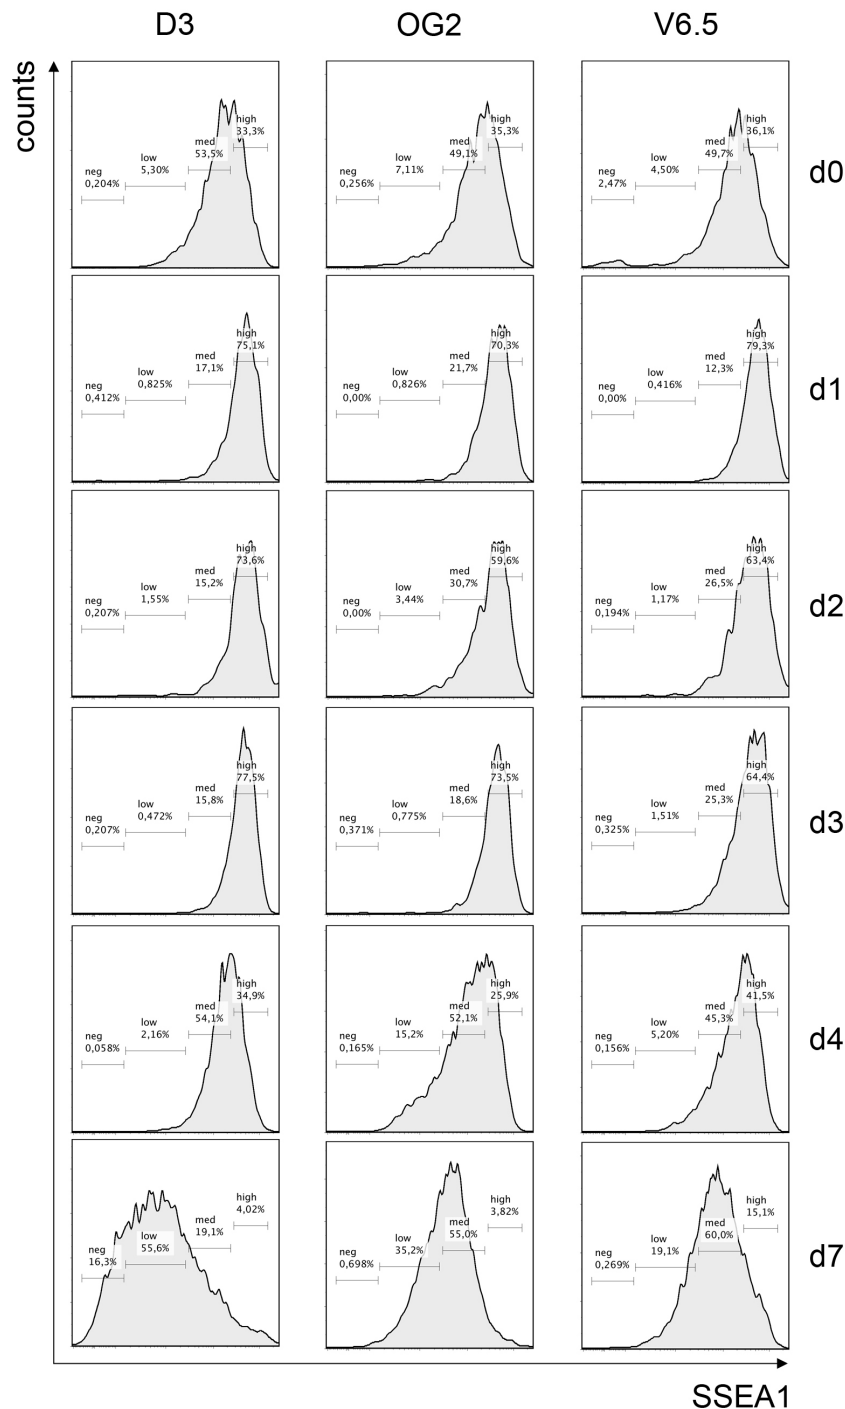 D3
OG2
V6.5
counts
neg
0,204%
low
5,30%
med
53,5%
high
33,3%
neg
0,256%
low
7,11%
med
49,1%
high
35,3%
neg
2,47%
low
4,50%
med
49,7%
high
36,1%
d0
neg
0,412%
low
0,825%
med
17,1%
high
75,1%
neg
0,00%
low
0,826%
med
21,7%
high
70,3%
neg
0,00%
low
0,416%
med
12,3%
high
79,3%
d1
neg
0,207%
low
1,55%
med
15,2%
high
73,6%
neg
0,00%
low
3,44%
med
30,7%
high
59,6%
neg
0,194%
low
1,17%
med
26,5%
high
63,4%
d2
neg
0,207%
low
0,472%
med
15,8%
high
77,5%
neg
0,371%
low
0,775%
med
18,6%
high
73,5%
neg
0,325%
low
1,51%
med
25,3%
high
64,4%
d3
neg
0,058%
low
2,16%
med
54,1%
high
34,9%
neg
0,165%
low
15,2%
med
52,1%
high
25,9%
neg
0,156%
low
5,20%
med
45,3%
high
41,5%
d4
neg
16,3%
low
55,6%
med
19,1%
high
4,02%
neg
0,698%
low
35,2%
med
55,0%
high
3,82%
neg
0,269%
low
19,1%
med
60,0%
high
15,1%
d7
SSEA1